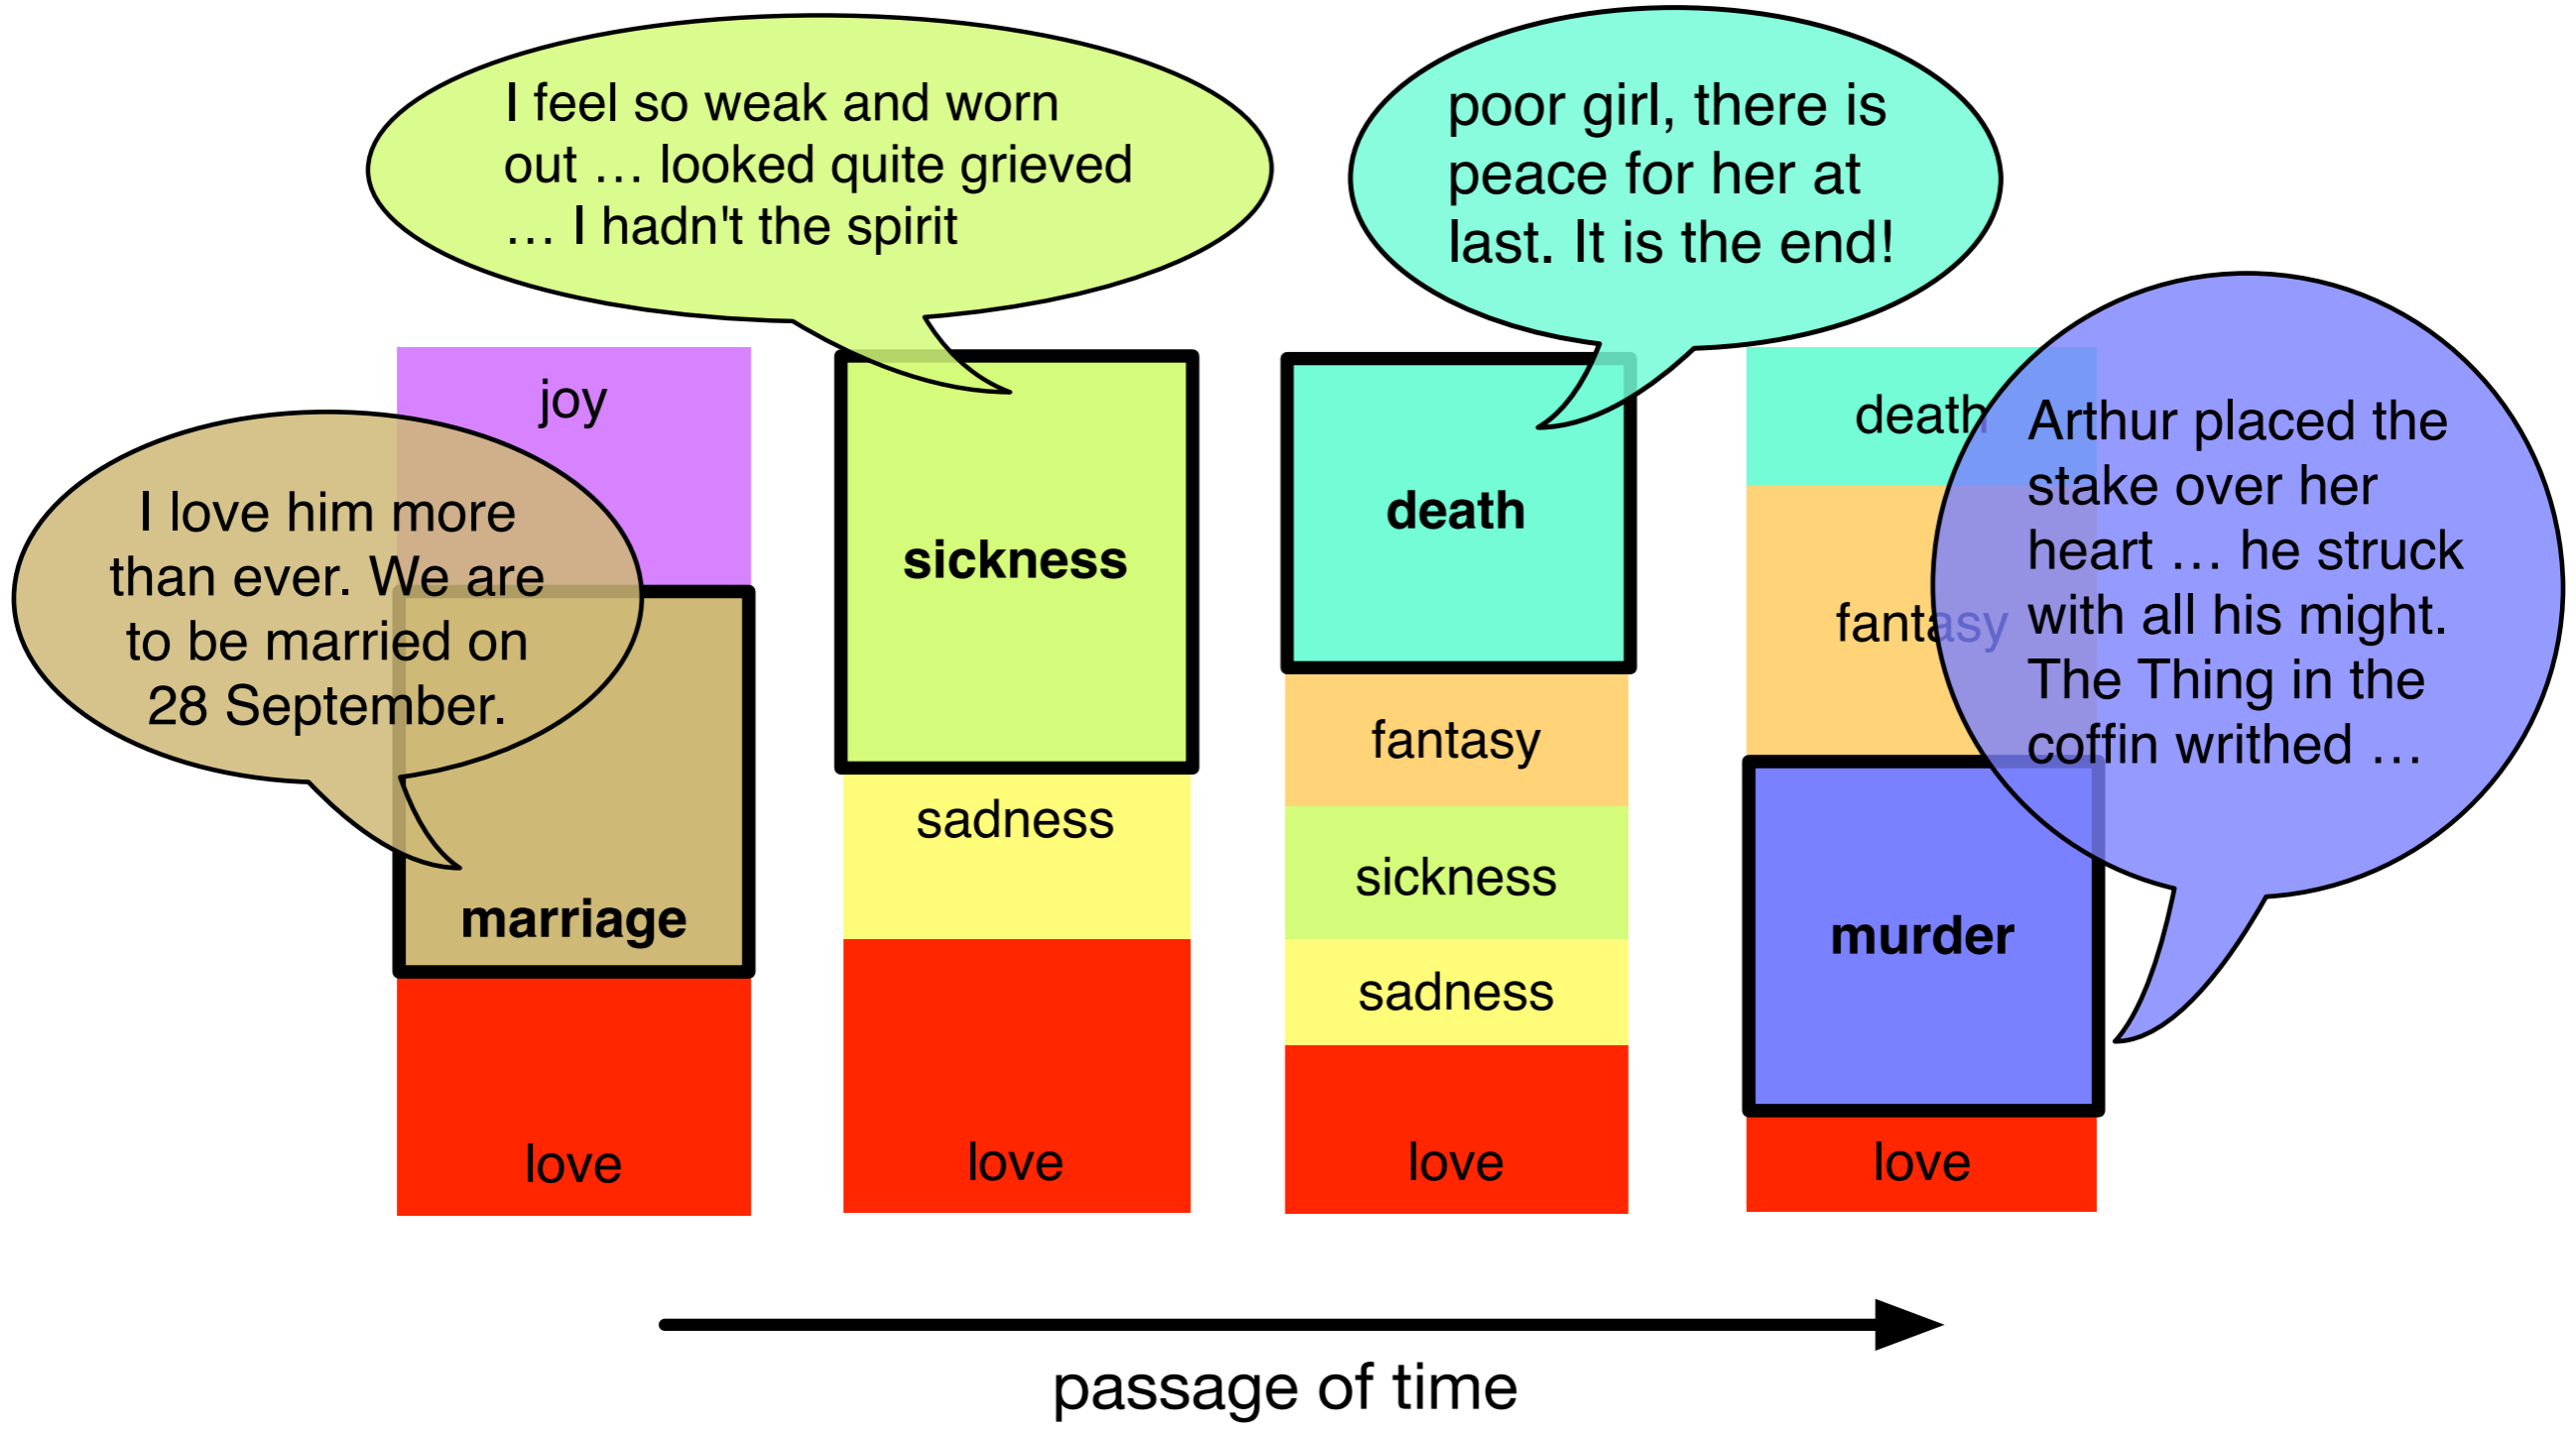 I feel so weak and worn
out … looked quite grieved
… I hadn't the spirit
poor girl, there is
peace for her at
last. It is the end!
joy
I love him more
than ever. We are
to be married on
28 September.
marriage
love
sickness
sadness
love
death
fantasy
sickness
sadness
love
death
fantasy
Arthur placed the
stake over her
heart … he struck
with all his might.
The Thing in the
coffin writhed …
murder
love
passage of time